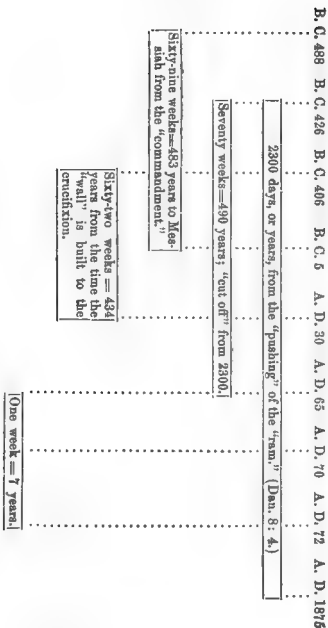 B. C. 488 B. C. 426 B. C. 406 B. C. 5 A. D. 30 A. D. 65 A. D. 70 A. D. 72 A. D. 1875
2300 days, or years, from the "pushing" of the "ram." (Dan. 8: 4.)
Seventy weeks=490 years; "cut off" from 2300.
Sixty-nine weeks=483 years to Mes-
siah from the "commandment."
Sixty-two weeks = 434
years from the time the
"wall" is built to the
crucifixion.
One week = 7 years.